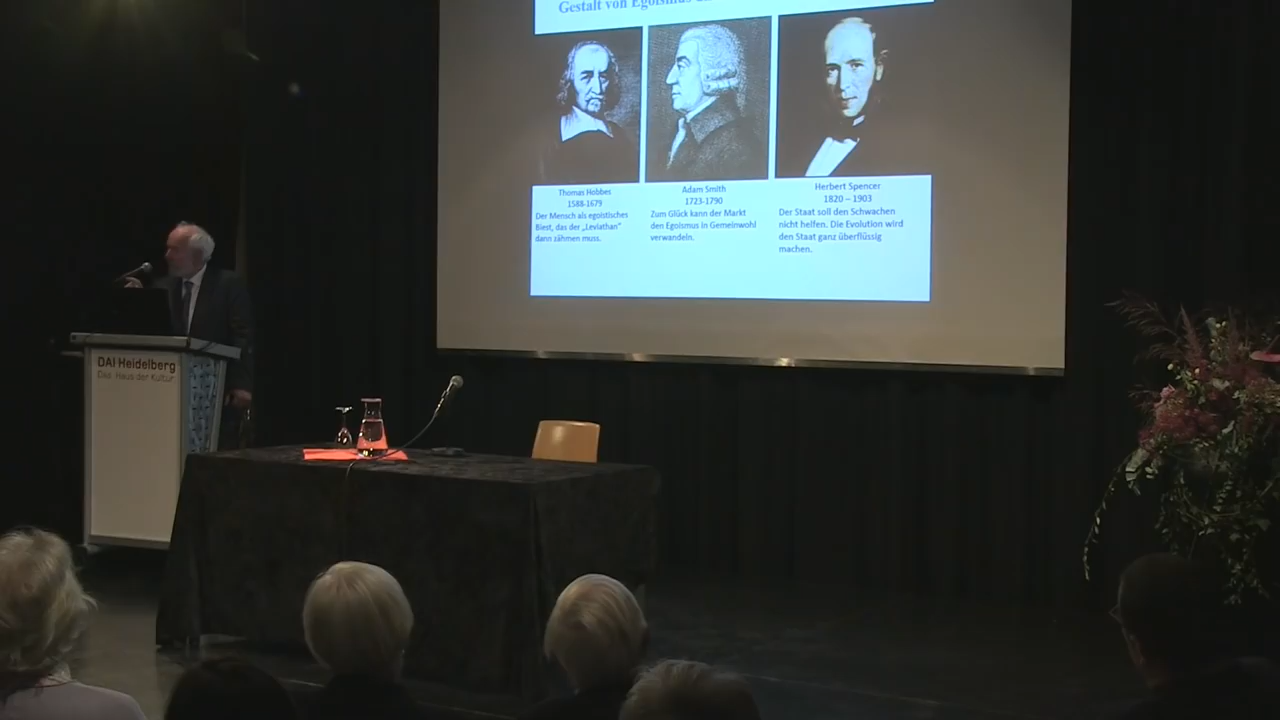 Gestalt von Egoismus
Thomas Hobbes
1588-1679
Der Mensch als egoistisches
Biest, das der „Leviathan"
dann zähmen muss.
Adam Smith
1723-1790
Zum Glück kann der Markt
den Egoismus in Gemeinwohl
verwandeln.
Herbert Spencer
1820 – 1903
Der Staat soll den Schwachen
nicht helfen. Die Evolution wird
den Staat ganz überflüssig
machen.
DAI Heidelberg
Das Haus der Kultur